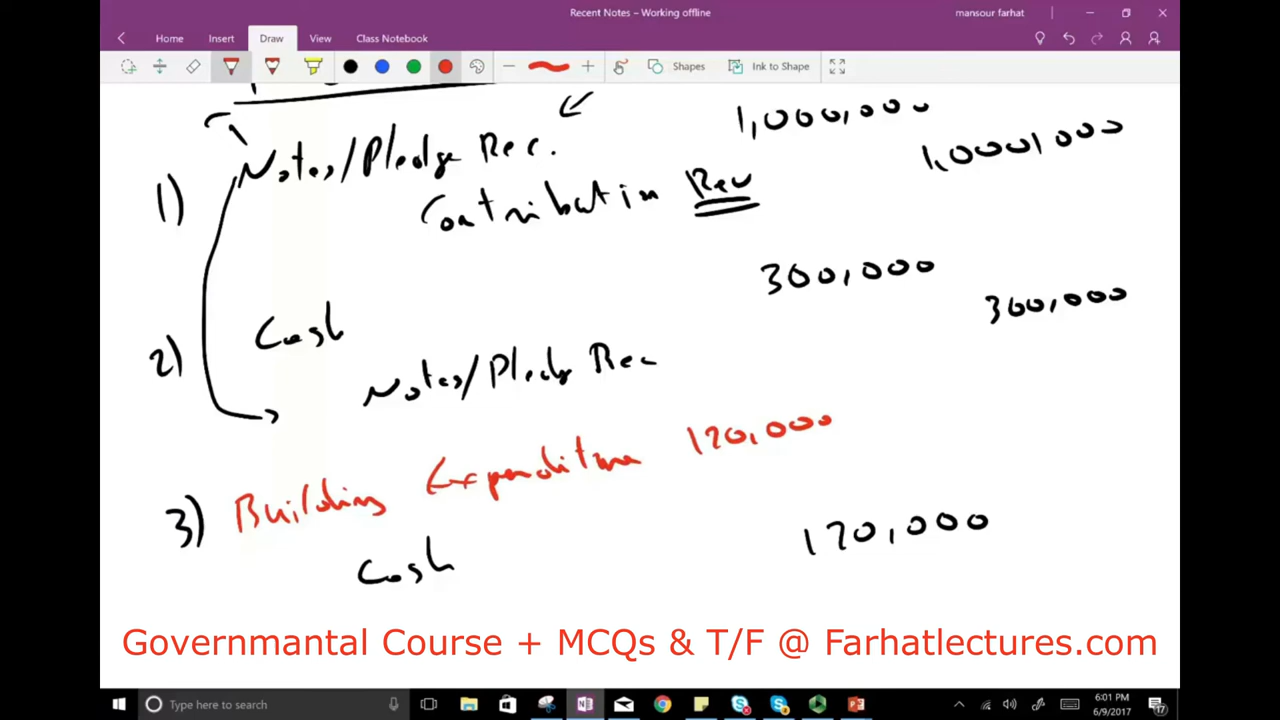 Recent Notes – Working offline
mansour farhat
Home Insert Draw View Class Notebook
Shapes Ink to Shape
1,000,000
1) Notes/Pledge Rec.
1,000,000
Contribution Rev
300,000
300,000
2) Cash
Notes/Pledge Rec
3) Building Expenditure 120,000
Cash 120,000
Governmantal Course + MCQs & T/F @ Farhatlectures.com
Type here to search
6:01 PM
6/9/2017
17